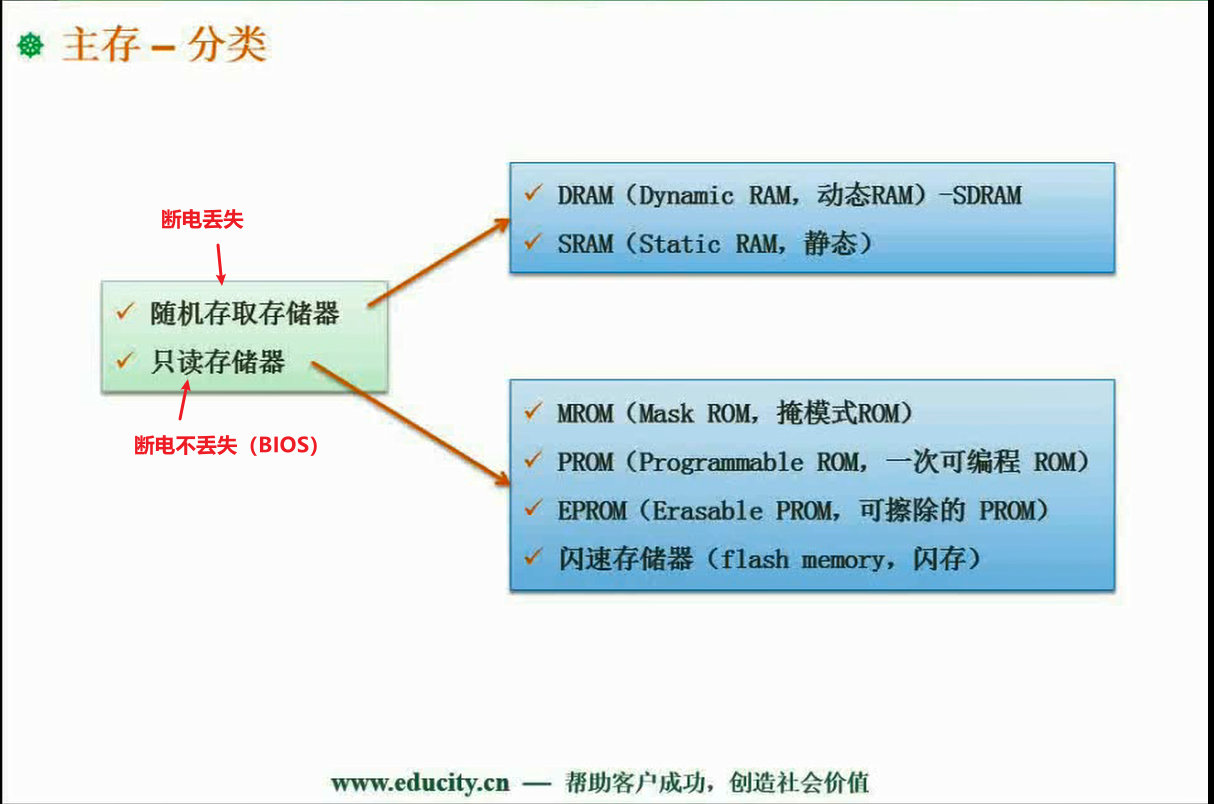 主存 – 分类
断电丢失
随机存取存储器
只读存储器
断电不丢失（BIOS）
DRAM（Dynamic RAM，动态RAM）-SDRAM
SRAM（Static RAM，静态）
MROM（Mask ROM，掩模式ROM）
PROM（Programmable ROM，一次可编程 ROM）
EPROM（Erasable PROM，可擦除的 PROM）
闪速存储器（flash memory，闪存）
www.educity.cn — 帮助客户成功，创造社会价值